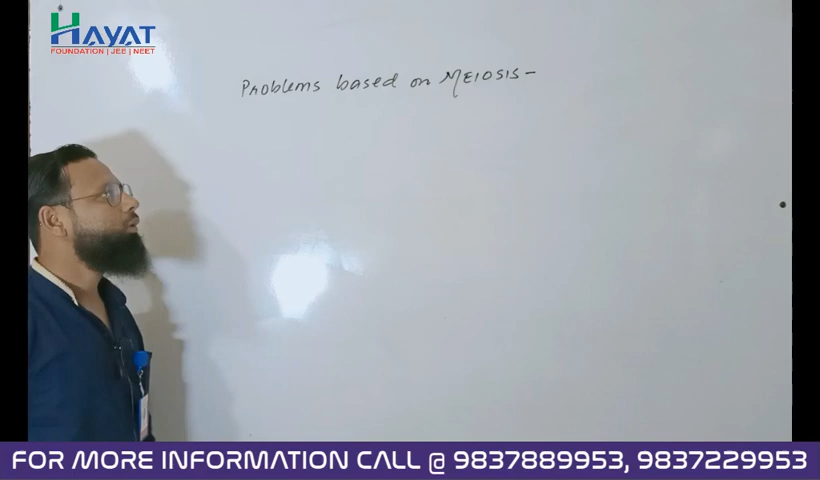 HAYAT
FOUNDATION | JEE | NEET
Problems based on MEIOSIS-
FOR MORE INFORMATION CALL @ 9837889953, 9837229953